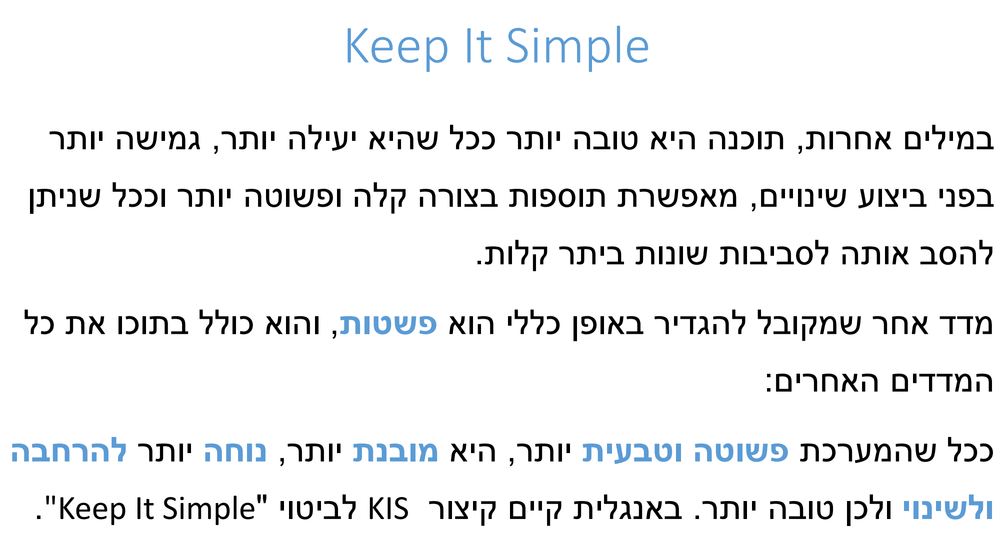 Keep It Simple
במילים אחרות, תוכנה היא טובה יותר ככל שהיא יעילה יותר, גמישה יותר
בפני ביצוע שינויים, מאפשרת תוספות בצורה קלה ופשוטה יותר וככל שניתן
להסב אותה לסביבות שונות ביתר קלות.
מדד אחר שמקובל להגדיר באופן כללי הוא פשטות, והוא כולל בתוכו את כל
המדדים האחרים:
ככל שהמערכת פשוטה וטבעית יותר, היא מובנת יותר, נוחה יותר להרחבה
ולשינוי ולכן טובה יותר. באנגלית קיים קיצור  KIS לביטוי "Keep It Simple".